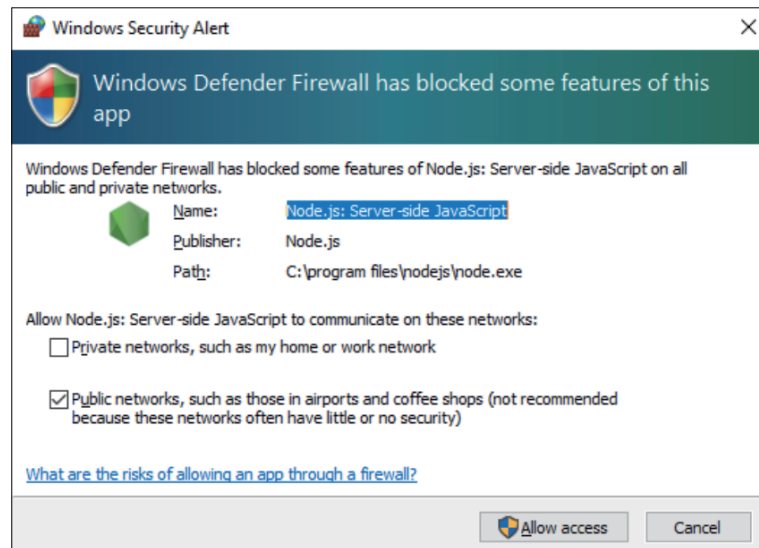 Windows Security Alert
Windows Defender Firewall has blocked some features of this
app
Windows Defender Firewall has blocked some features of Node.js: Server-side JavaScript on all
public and private networks.
Name: Node.js: Server-side JavaScript
Publisher: Node.js
Path: C:\program files\nodejs\node.exe
Allow Node.js: Server-side JavaScript to communicate on these networks:
Private networks, such as my home or work network
Public networks, such as those in airports and coffee shops (not recommended
because these networks often have little or no security)
What are the risks of allowing an app through a firewall?
Allow access Cancel